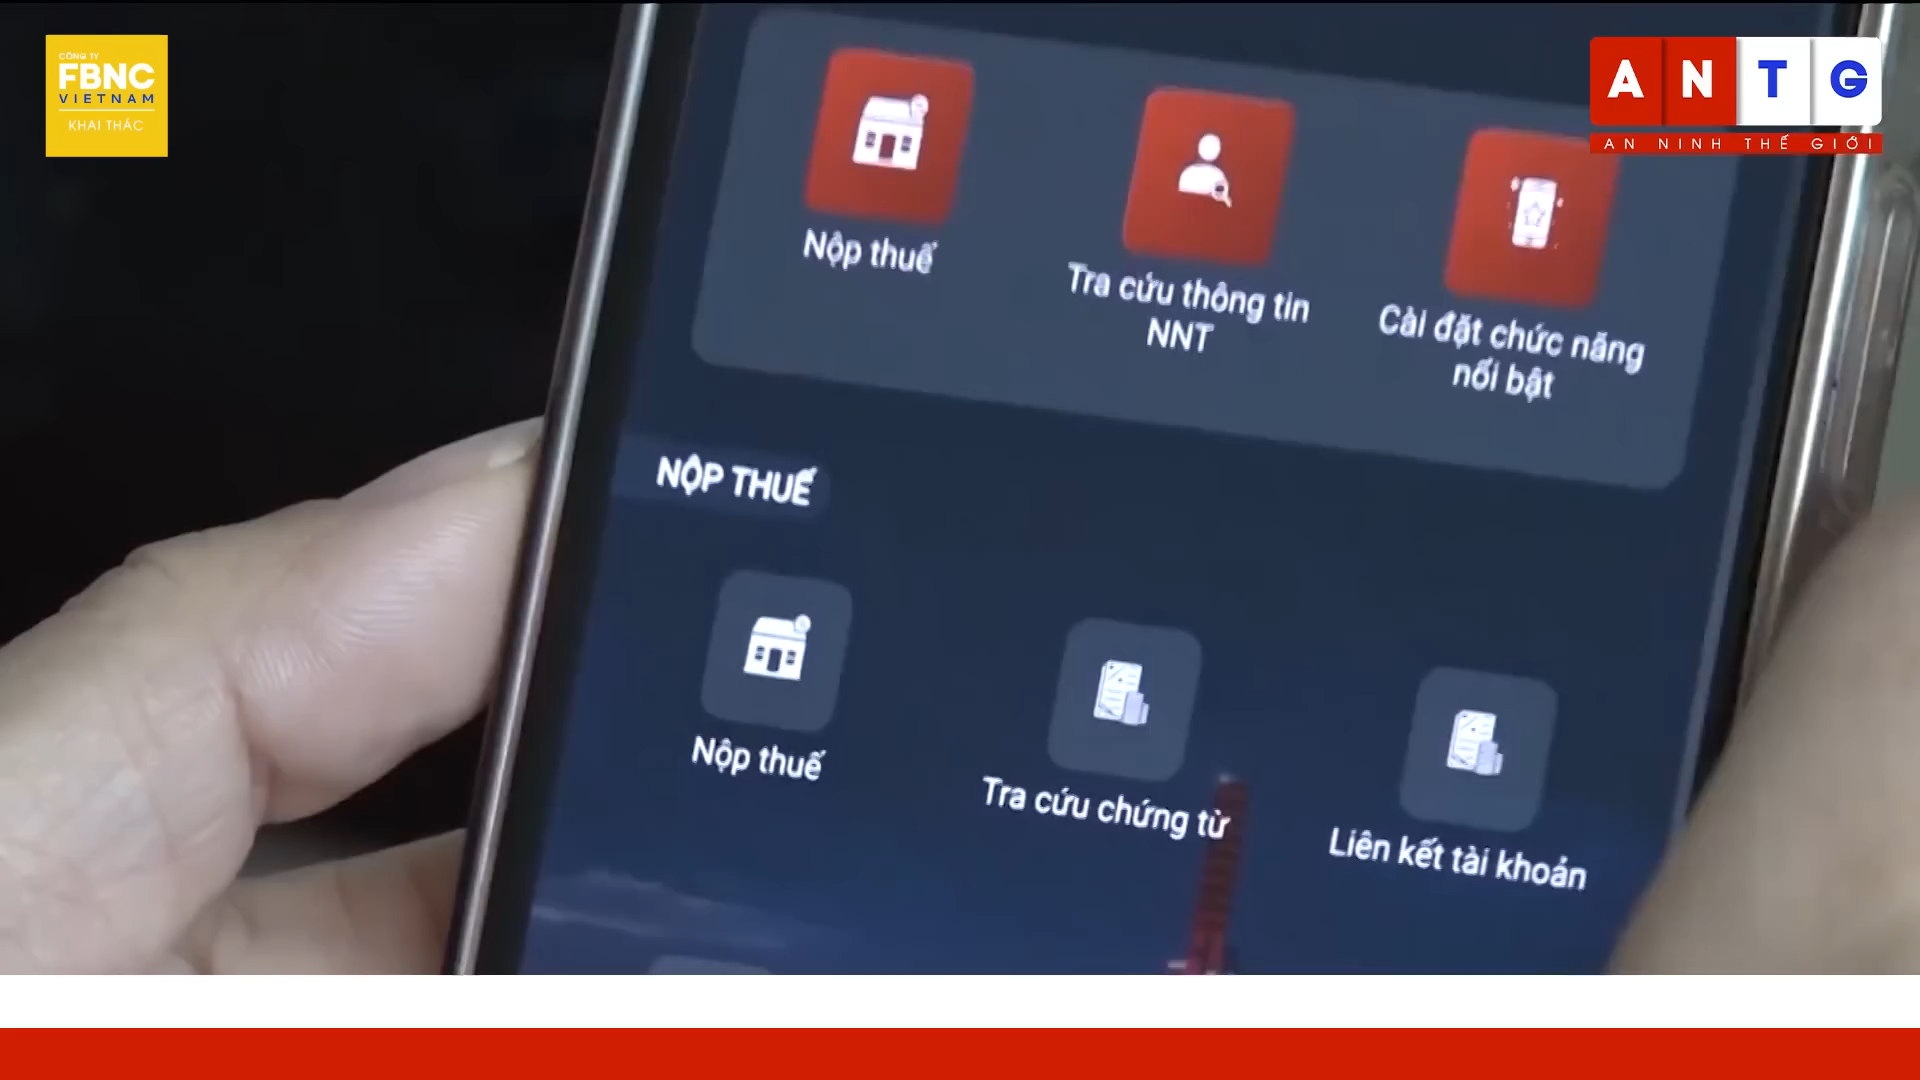 CÔNG TY
FBNC
VIETNAM
KHAI THÁC
ANTG
AN NINH THẾ GIỚI
Nộp thuế
Tra cứu thông tin
NNT
Cài đặt chức năng
nổi bật
NỘP THUẾ
Nộp thuế
Tra cứu chứng từ
Liên kết tài khoản